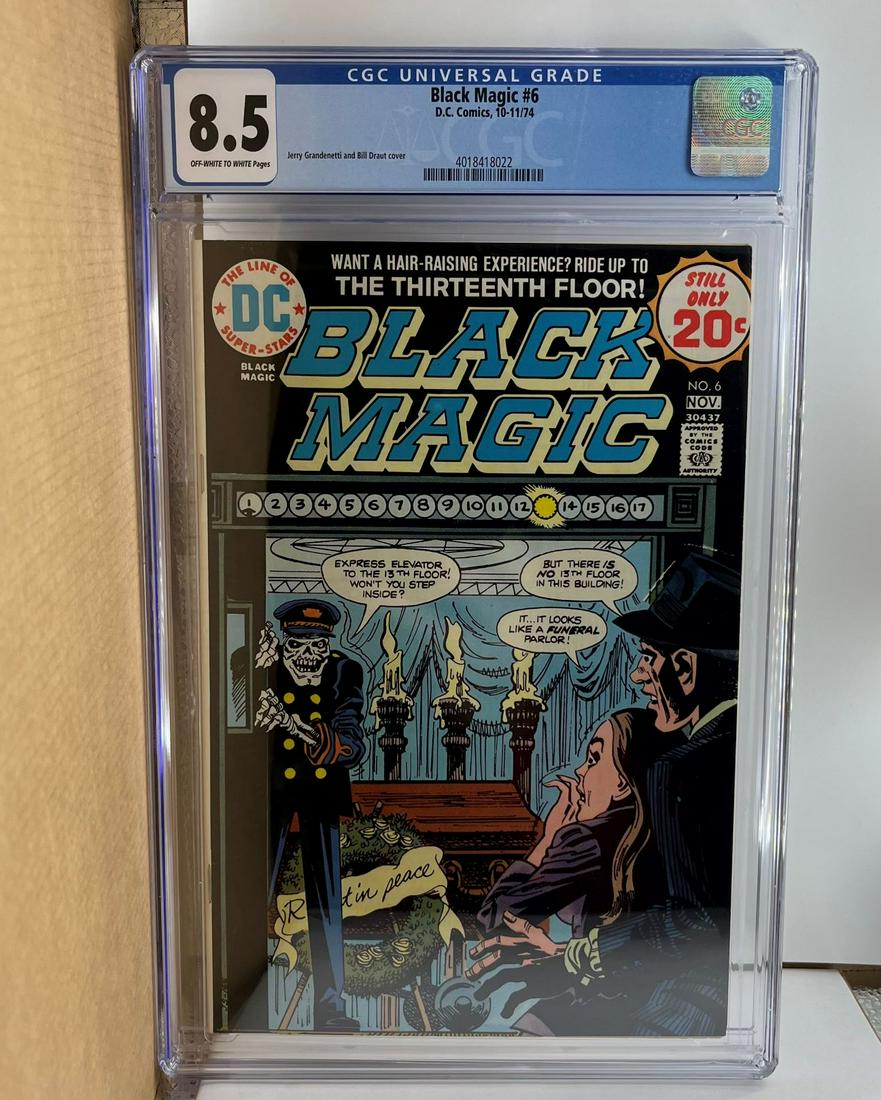 CGC UNIVERSAL GRADE
8.5
OFF-WHITE TO WHITE Pages
Black Magic #6
D.C. Comics, 10-11/74
Jerry Grandenetti and Bill Draut cover
4018418022
CGC
CGC
WANT A HAIR-RAISING EXPERIENCE? RIDE UP TO
THE THIRTEENTH FLOOR!
THE LINE OF
DC
SUPER-STARS
BLACK
MAGIC
STILL
ONLY
20¢
BLACK
MAGIC
NO. 6
NOV.
30437
APPROVED
BY THE
COMICS
CODE
AUTHORITY
1 2 3 4 5 6 7 8 9 10 11 12 14 15 16 17
EXPRESS ELEVATOR
TO THE 13TH FLOOR!
WON'T YOU STEP
INSIDE?
BUT THERE IS
NO 13TH FLOOR
IN THIS BUILDING!
IT...IT LOOKS
LIKE A FUNERAL
PARLOR!
R t in peace